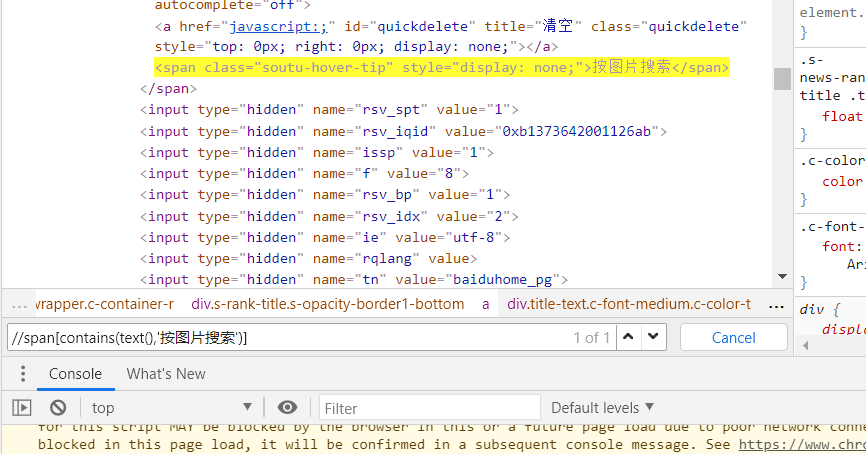 autocomplete="off">
<a href="javascript:;" id="quickdelete" title="清空" class="quickdelete"
style="top: 0px; right: 0px; display: none;"></a>
<span class="soutu-hover-tip" style="display: none;">按图片搜索</span>
</span>
<input type="hidden" name="rsv_spt" value="1">
<input type="hidden" name="rsv_iqid" value="0xb1373642001126ab">
<input type="hidden" name="issp" value="1">
<input type="hidden" name="f" value="8">
<input type="hidden" name="rsv_bp" value="1">
<input type="hidden" name="rsv_idx" value="2">
<input type="hidden" name="ie" value="utf-8">
<input type="hidden" name="rqlang" value>
<input type="hidden" name="tn" value="baiduhome_pg">
element.
}
.s-
news-ran
title .t
float
}
.c-color
color
}
.c-font-
font:
Ari
}
div {
displa
... wrapper.c-container-r div.s-rank-title.s-opacity-border1-bottom a div.title-text.c-font-medium.c-color-t ...
//span[contains(text(),'按图片搜索')] 1 of 1 Cancel
Console What's New
top Filter Default levels
for this script MAY be blocked by the browser in this or a future page load due to poor network conne
blocked in this page load, it will be confirmed in a subsequent console message. See https://www.chro